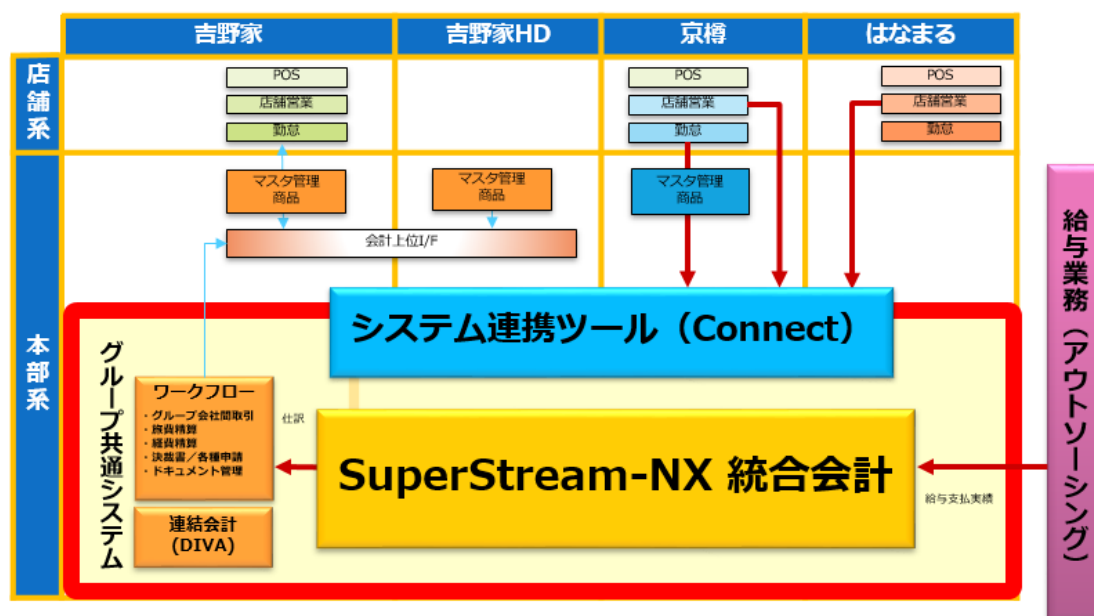 吉野家
吉野家HD
京樽
はなまる
店舗系
POS
店舗営業
勤怠
POS
店舗営業
勤怠
POS
店舗営業
勤怠
本部系
マスタ管理
商品
マスタ管理
商品
マスタ管理
商品
会計上位I/F
システム連携ツール（Connect）
グループ共通システム
ワークフロー
・グループ会社間取引
・旅費精算
・経費精算
・決裁書／各種申請
・ドキュメント管理
仕訳
SuperStream-NX 統合会計
連結会計
(DIVA)
給与支払実績
給与業務（アウトソーシング）